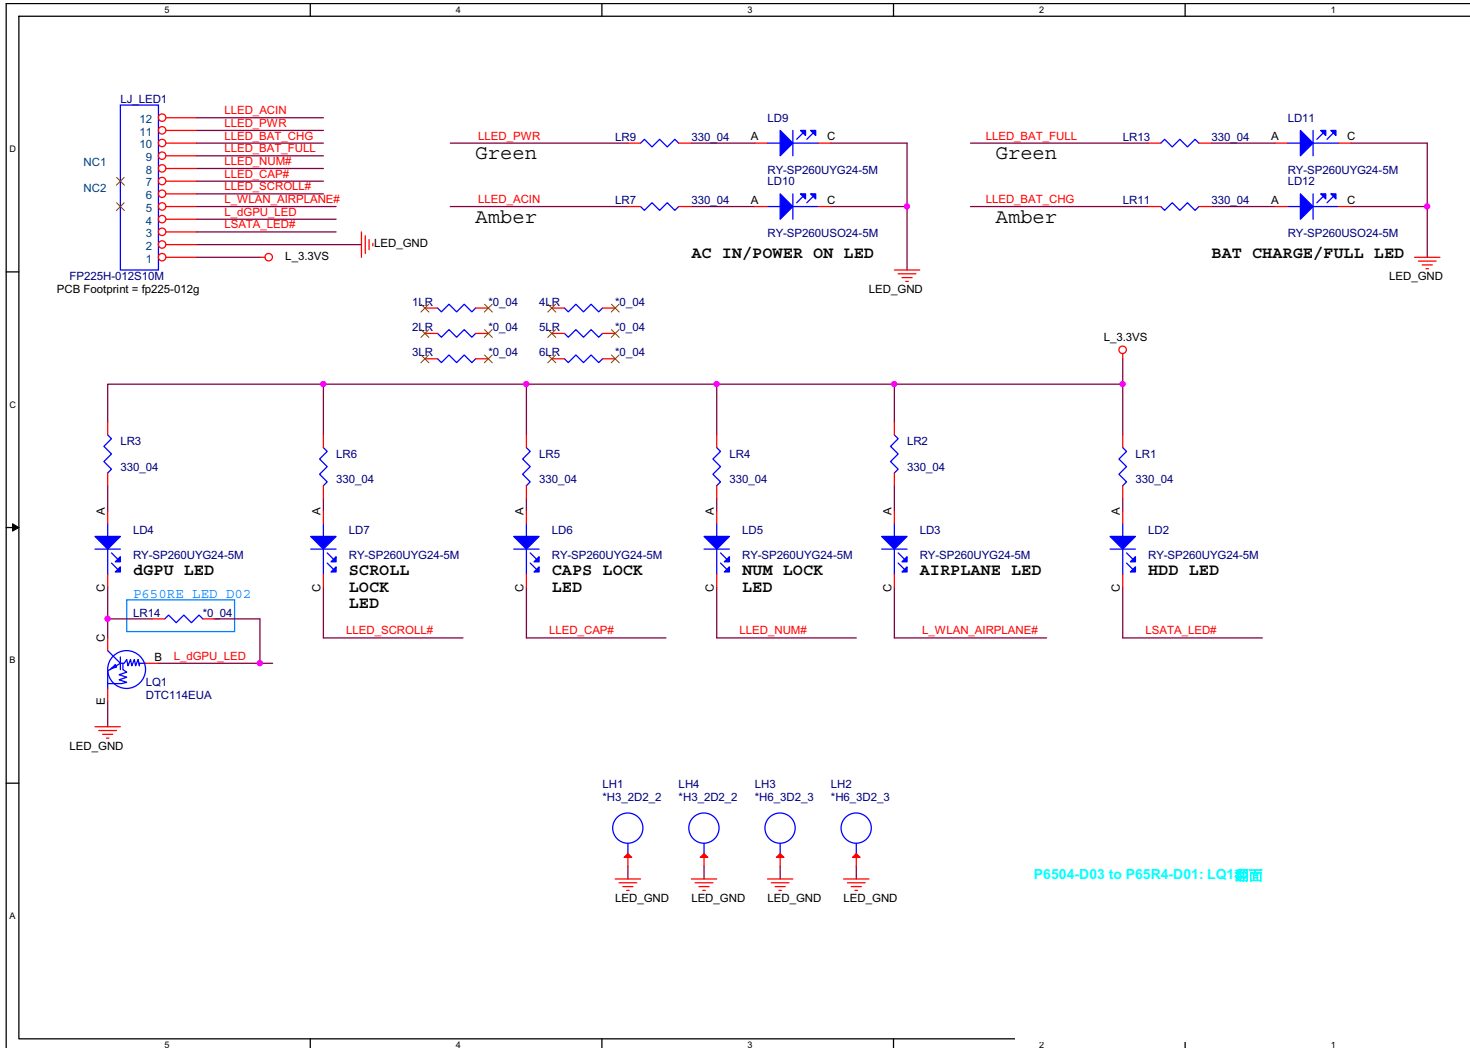 5 4 3 2 1
LJ_LED1
12 LLED_ACIN
11 LLED_PWR
10 LLED_BAT_CHG
9 LLED_BAT_FULL
8 LLED_NUM#
7 LLED_CAP#
6 LLED_SCROLL#
5 L_WLAN_AIRPLANE#
4 L_dGPU_LED
3 LSATA_LED#
2 LED_GND
1 L_3.3VS
NC1
NC2
FP225H-012S10M
PCB Footprint = fp225-012g
LLED_PWR
Green
LR9 330_04 A LD9 C
RY-SP260UYG24-5M
LLED_ACIN
Amber
LR7 330_04 A LD10 C
RY-SP260USO24-5M
AC IN/POWER ON LED
LED_GND
LLED_BAT_FULL
Green
LR13 330_04 A LD11 C
RY-SP260UYG24-5M
LLED_BAT_CHG
Amber
LR11 330_04 A LD12 C
RY-SP260USO24-5M
BAT CHARGE/FULL LED
LED_GND
D
1LR *0_04 4LR *0_04
2LR *0_04 5LR *0_04
3LR *0_04 6LR *0_04
L_3.3VS
C
LR3
330_04
A
LD4
RY-SP260UYG24-5M
dGPU LED
C
P650RE LED D02
LR14 *0_04
C
B L_dGPU_LED
LQ1
DTC114EUA
E
LED_GND
LR6
330_04
A
LD7
RY-SP260UYG24-5M
SCROLL
LOCK
LED
C
LLED_SCROLL#
LR5
330_04
A
LD6
RY-SP260UYG24-5M
CAPS LOCK
LED
C
LLED_CAP#
LR4
330_04
A
LD5
RY-SP260UYG24-5M
NUM LOCK
LED
C
LLED_NUM#
LR2
330_04
A
LD3
RY-SP260UYG24-5M
AIRPLANE LED
C
L_WLAN_AIRPLANE#
LR1
330_04
A
LD2
RY-SP260UYG24-5M
HDD LED
C
LSATA_LED#
B
LH1 LH4 LH3 LH2
*H3_2D2_2 *H3_2D2_2 *H6_3D2_3 *H6_3D2_3
LED_GND LED_GND LED_GND LED_GND
P6504-D03 to P65R4-D01: LQ1翻面
A
5 4 3 2 1